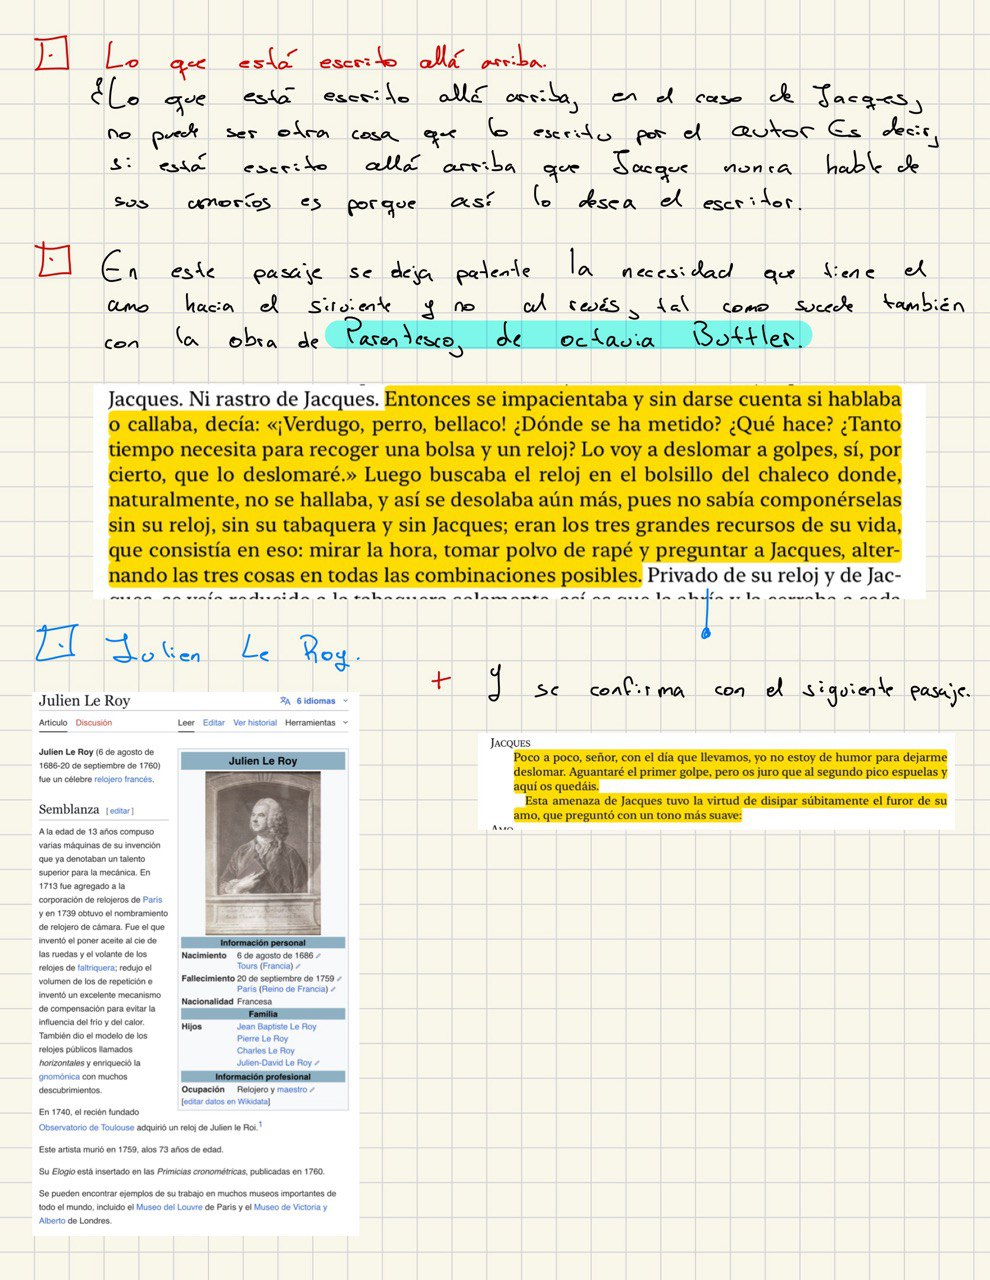 Lo que está escrito allá arriba.
¿Lo que está escrito allá arriba, en el caso de Jacques,
no puede ser otra cosa que lo escrito por el autor Es decir,
si está escrito allá arriba que Jacque nunca hable de
sus amoríos es porque así lo desea el escritor.
En este pasaje se deja patente la necesidad que tiene el
amo hacia el sirviente y no al revés, tal como sucede también
con la obra de Parentesco, de octavia Buttler.
Jacques. Ni rastro de Jacques. Entonces se impacientaba y sin darse cuenta si hablaba
o callaba, decía: «¡Verdugo, perro, bellaco! ¿Dónde se ha metido? ¿Qué hace? ¿Tanto
tiempo necesita para recoger una bolsa y un reloj? Lo voy a deslomar a golpes, sí, por
cierto, que lo deslomaré.» Luego buscaba el reloj en el bolsillo del chaleco donde,
naturalmente, no se hallaba, y así se desolaba aún más, pues no sabía componérselas
sin su reloj, sin su tabaquera y sin Jacques; eran los tres grandes recursos de su vida,
que consistía en eso: mirar la hora, tomar polvo de rapé y preguntar a Jacques, alter-
nando las tres cosas en todas las combinaciones posibles. Privado de su reloj y de Jac-
Julien Le Roy.
+ Y se confirma con el siguiente pasaje.
JACQUES
Poco a poco, señor, con el día que llevamos, yo no estoy de humor para dejarme
deslomar. Aguantaré el primer golpe, pero os juro que al segundo pico espuelas y
aquí os quedáis.
Esta amenaza de Jacques tuvo la virtud de disipar súbitamente el furor de su
amo, que preguntó con un tono más suave:
Julien Le Roy
6 idiomas
Artículo Discusión Leer Editar Ver historial Herramientas
Julien Le Roy (6 de agosto de
1686-20 de septiembre de 1760)
fue un célebre relojero francés.
Semblanza [ editar ]
A la edad de 13 años compuso
varias máquinas de su invención
que ya denotaban un talento
superior para la mecánica. En
1713 fue agregado a la
corporación de relojeros de París
y en 1739 obtuvo el nombramiento
de relojero de cámara. Fue el que
inventó el poner aceite al cie de
las ruedas y el volante de los
relojes de faltriquera; redujo el
volumen de los de repetición e
inventó un excelente mecanismo
de compensación para evitar la
influencia del frío y del calor.
También dio el modelo de los
relojes públicos llamados
horizontales y enriqueció la
gnomónica con muchos
descubrimientos.
Julien Le Roy
Información personal
Nacimiento 6 de agosto de 1686
Tours (Francia)
Fallecimiento 20 de septiembre de 1759
París (Reino de Francia)
Nacionalidad Francesa
Familia
Hijos Jean Baptiste Le Roy
Pierre Le Roy
Charles Le Roy
Julien-David Le Roy
Información profesional
Ocupación Relojero y maestro
[editar datos en Wikidata]
En 1740, el recién fundado
Observatorio de Toulouse adquirió un reloj de Julien le Roi.1
Este artista murió en 1759, alos 73 años de edad.
Su Elogio está insertado en las Primicias cronométricas, publicadas en 1760.
Se pueden encontrar ejemplos de su trabajo en muchos museos importantes de
todo el mundo, incluido el Museo del Louvre de París y el Museo de Victoria y
Alberto de Londres.